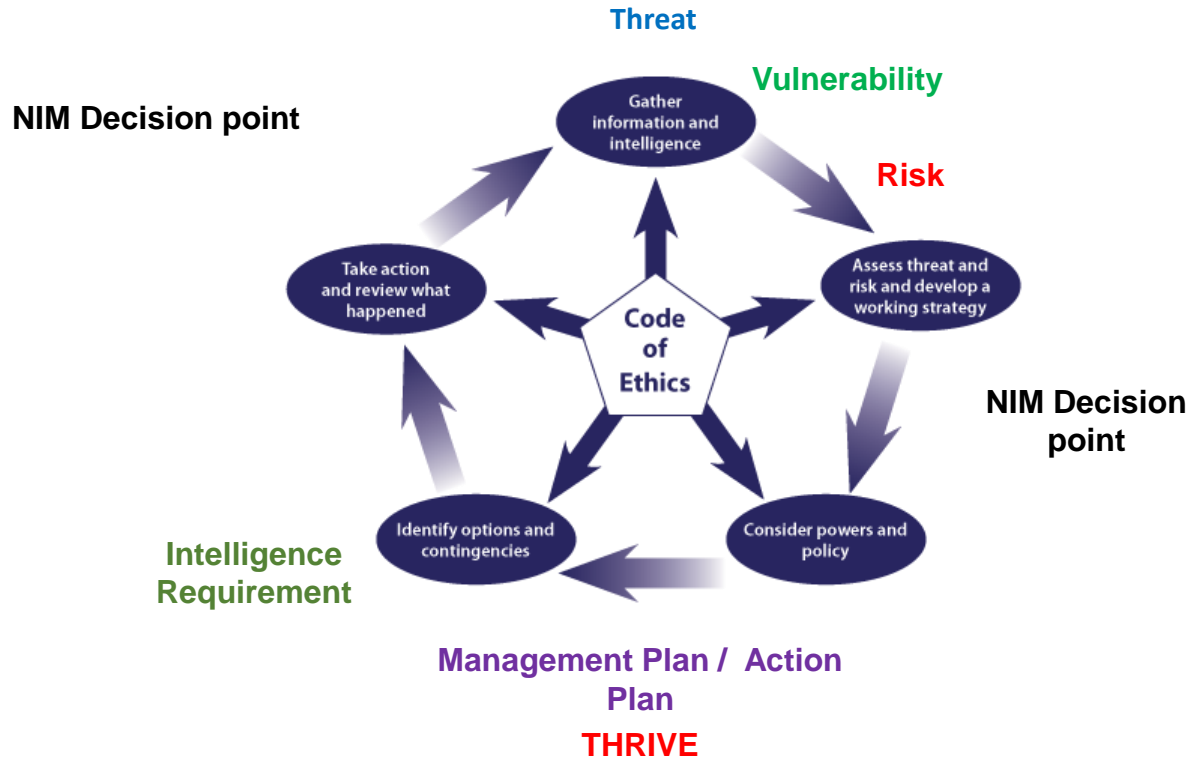 Threat
Vulnerability
NIM Decision point
Gather
information and
intelligence
Risk
Take action
and review what
happened
Assess threat and
risk and develop a
working strategy
Code
of
Ethics
NIM Decision
point
Identify options and
contingencies
Consider powers and
policy
Intelligence
Requirement
Management Plan /  Action
Plan
THRIVE